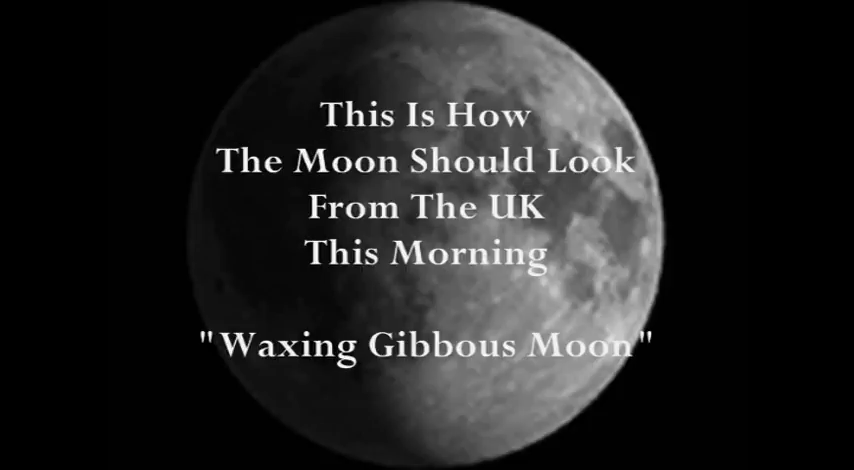 This Is How
The Moon Should Look
From The UK
This Morning
"Waxing Gibbous Moon"